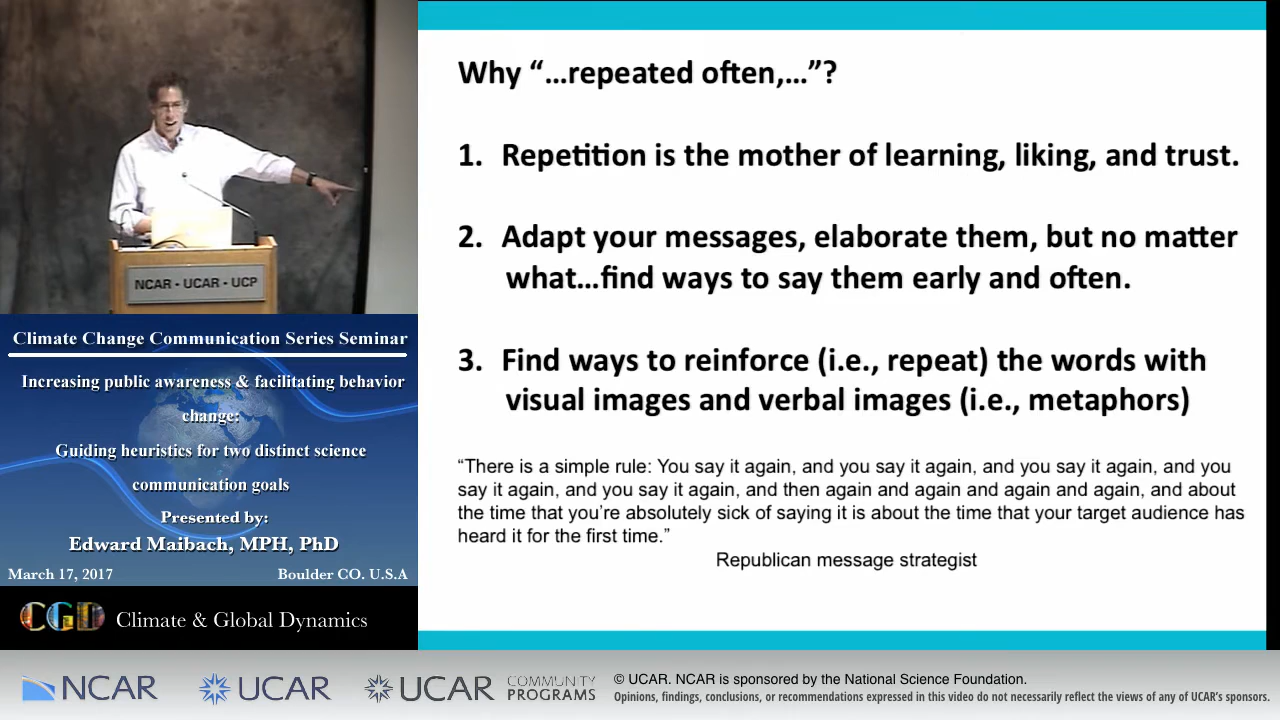 Why “...repeated often,...”?
1. Repetition is the mother of learning, liking, and trust.
2. Adapt your messages, elaborate them, but no matter
what...find ways to say them early and often.
3. Find ways to reinforce (i.e., repeat) the words with
visual images and verbal images (i.e., metaphors)
“There is a simple rule: You say it again, and you say it again, and you say it again, and you
say it again, and you say it again, and then again and again and again and again, and about
the time that you’re absolutely sick of saying it is about the time that your target audience has
heard it for the first time.”
Republican message strategist
NCAR • UCAR • UCP
Climate Change Communication Series Seminar
Increasing public awareness & facilitating behavior
change:
Guiding heuristics for two distinct science
communication goals
Presented by:
Edward Maibach, MPH, PhD
March 17, 2017 Boulder CO. U.S.A
CGD Climate & Global Dynamics
NCAR UCAR UCAR COMMUNITY
PROGRAMS
© UCAR. NCAR is sponsored by the National Science Foundation.
Opinions, findings, conclusions, or recommendations expressed in this video do not necessarily reflect the views of any of UCAR's sponsors.